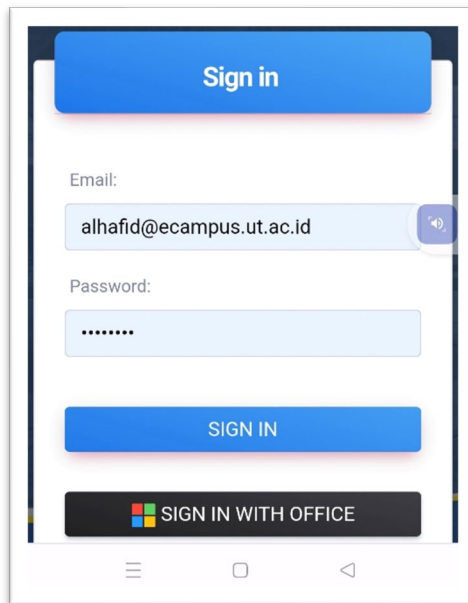 Sign in
Email:
alhafid@ecampus.ut.ac.id
Password:
••••••••
SIGN IN
SIGN IN WITH OFFICE